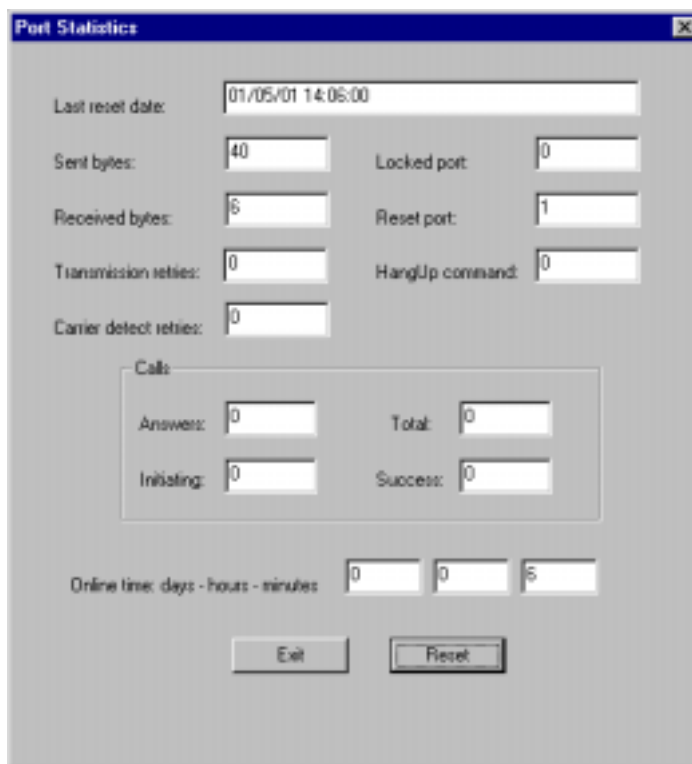 Port Statistics
Last reset date: 01/05/01 14:06:00
Sent bytes: 40 Locked port: 0
Received bytes: 6 Reset port: 1
Transmission retries: 0 HangUp command: 0
Carrier detect retries: 0
Calls
Answers: 0 Total: 0
Initiating: 0 Success: 0
Online time: days - hours - minutes 0 0 6
Exit Reset